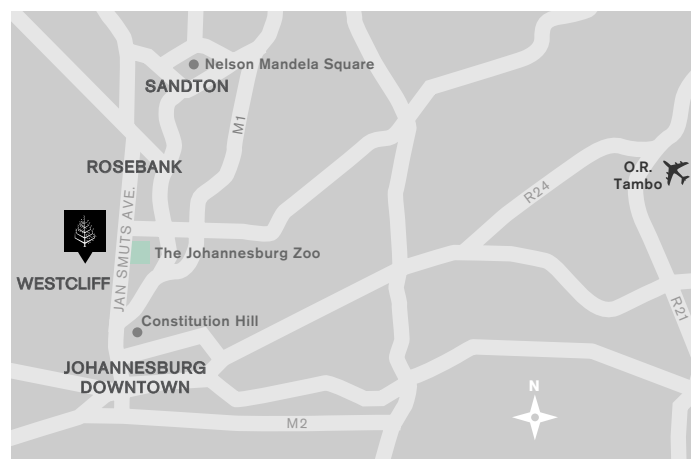 Nelson Mandela Square
SANDTON
M1
ROSEBANK
O.R.
Tambo
R24
JAN SMUTS AVE.
The Johannesburg Zoo
WESTCLIFF
R21
Constitution Hill
JOHANNESBURG
DOWNTOWN
N
M2